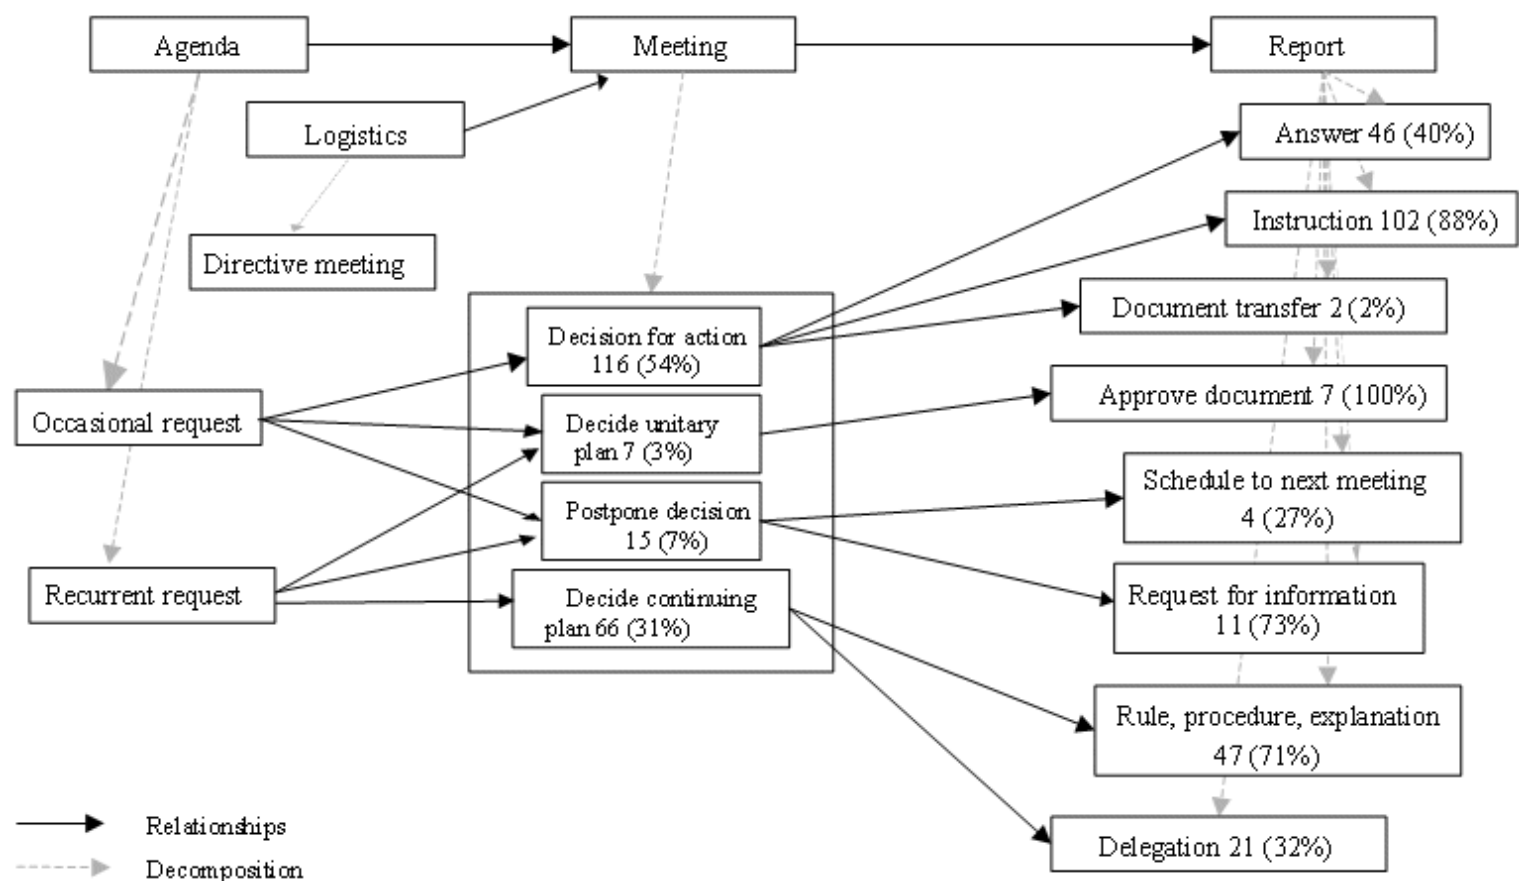 Agenda
Meeting
Report
Logistics
Answer 46 (40%)
Instruction 102 (88%)
Directive meeting
Document transfer 2 (2%)
Decision for action
116 (54%)
Approve document 7 (100%)
Occasional request
Decide unitary
plan 7 (3%)
Schedule to next meeting
4 (27%)
Postpone decision
15 (7%)
Recurrent request
Decide continuing
plan 66 (31%)
Request for information
11 (73%)
Rule, procedure, explanation
47 (71%)
Delegation 21 (32%)
Relationships
Decomposition